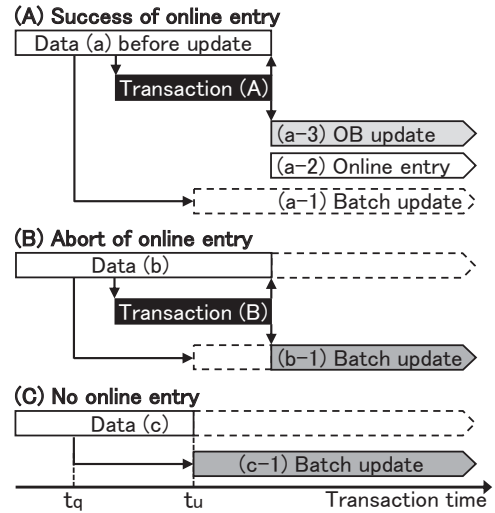 (A) Success of online entry
Data (a) before update
Transaction (A)
(a-3) OB update
(a-2) Online entry
(a-1) Batch update
(B) Abort of online entry
Data (b)
Transaction (B)
(b-1) Batch update
(C) No online entry
Data (c)
(c-1) Batch update
tq tu Transaction time